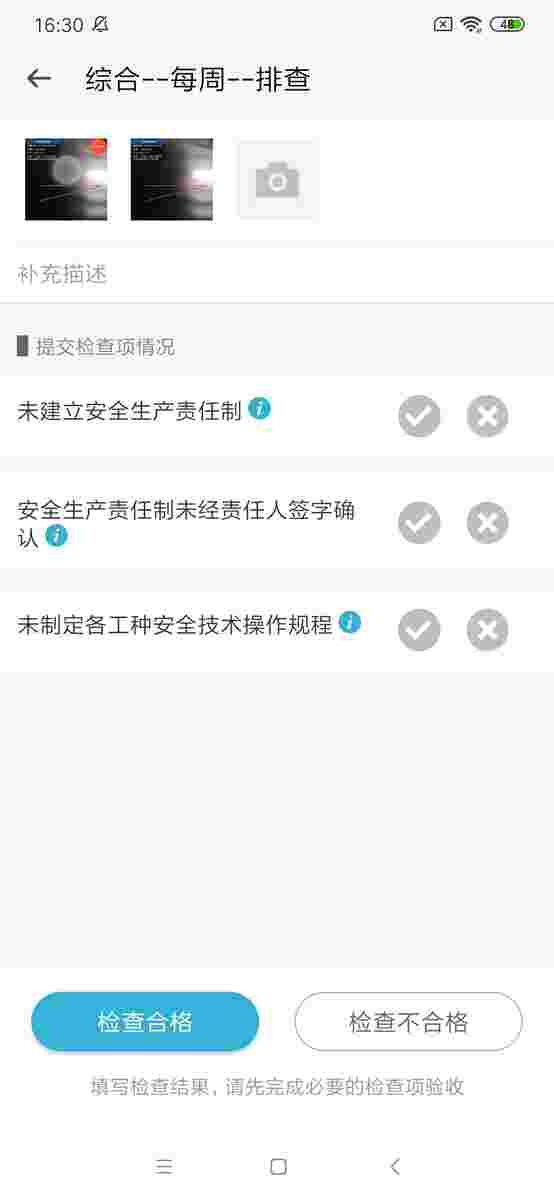 16:30
48
综合--每周--排查
补充描述
提交检查项情况
未建立安全生产责任制
安全生产责任制未经责任人签字确
认
未制定各工种安全技术操作规程
检查合格
检查不合格
填写检查结果，请先完成必要的检查项验收